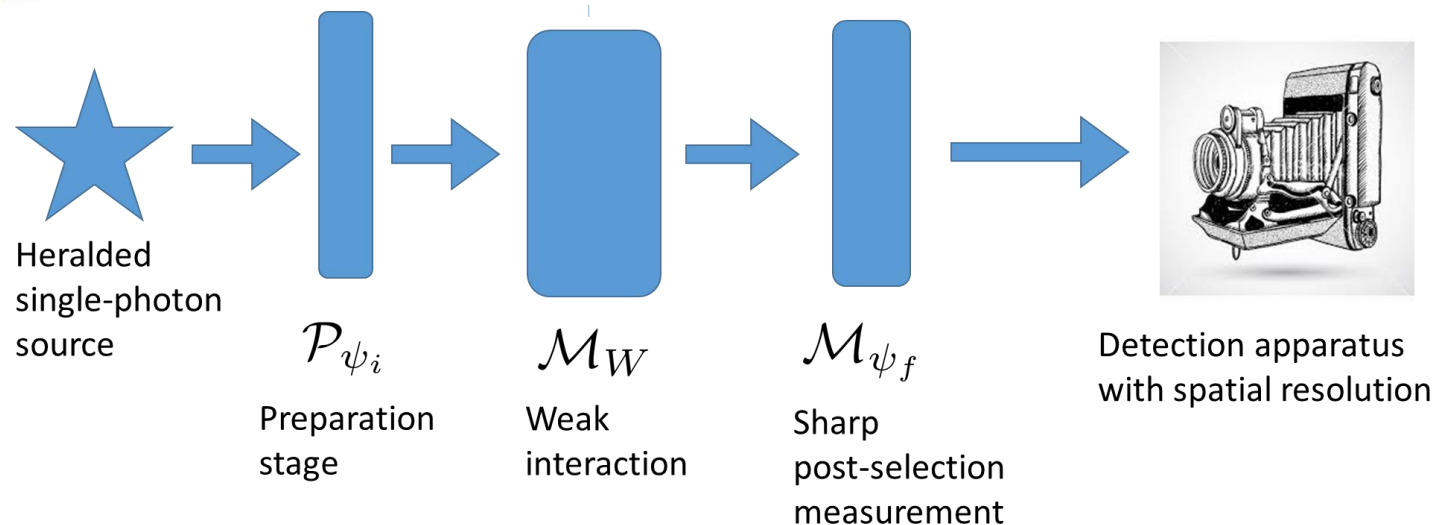 Heralded
single-photon
source
𝒫ψi
Preparation
stage
ℳW
Weak
interaction
ℳψf
Sharp
post-selection
measurement
Detection apparatus
with spatial resolution